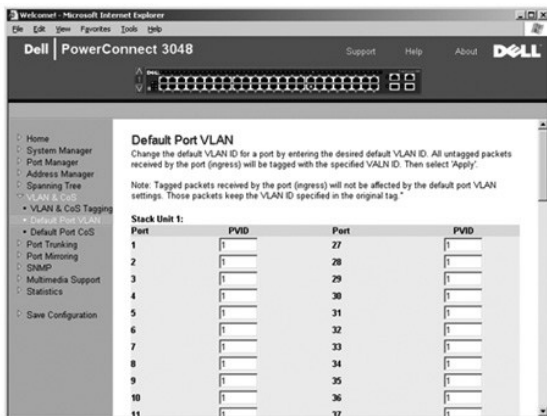 Welcome! - Microsoft Internet Explorer
File Edit View Favorites Tools Help
Dell | PowerConnect 3048
Support Help About DELL
Home
System Manager
Port Manager
Address Manager
Spanning Tree
VLAN & CoS
VLAN & CoS Tagging
Default Port VLAN
Default Port CoS
Port Trunking
Port Mirroring
SNMP
Multimedia Support
Statistics
Save Configuration
Default Port VLAN
Change the default VLAN ID for a port by entering the desired default VLAN ID. All untagged packets
received by the port (ingress) will be tagged with the specified VALN ID. Then select 'Apply'.
Note: Tagged packets received by the port (ingress) will not be affected by the default port VLAN
settings. Those packets keep the VLAN ID specified in the original tag."
Stack Unit 1:
Port PVID Port PVID
1 1 27 1
2 1 28 1
3 1 29 1
4 1 30 1
5 1 31 1
6 1 32 1
7 1 33 1
8 1 34 1
9 1 35 1
10 1 36 1
11 1 37 1